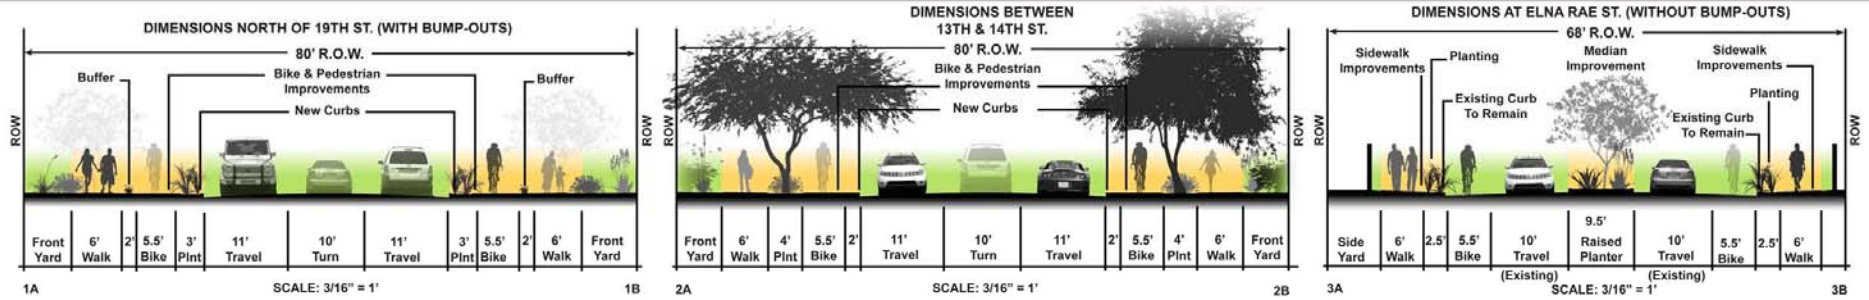 DIMENSIONS NORTH OF 19TH ST. (WITH BUMP-OUTS)
80' R.O.W.
Buffer
Bike & Pedestrian
Improvements
Buffer
New Curbs
ROW
ROW
Front
Yard
6'
Walk
2'
5.5'
Bike
3'
Plnt
11'
Travel
10'
Turn
11'
Travel
3'
Plnt
5.5'
Bike
2'
6'
Walk
Front
Yard
1A
SCALE: 3/16" = 1'
1B
DIMENSIONS BETWEEN
13TH & 14TH ST.
80' R.O.W.
Bike & Pedestrian
Improvements
New Curbs
ROW
ROW
Front
Yard
6'
Walk
4'
Plnt
5.5'
Bike
2'
11'
Travel
10'
Turn
11'
Travel
2'
5.5'
Bike
4'
Plnt
6'
Walk
Front
Yard
2A
SCALE: 3/16" = 1'
2B
DIMENSIONS AT ELNA RAE ST. (WITHOUT BUMP-OUTS)
68' R.O.W.
Sidewalk
Improvements
Planting
Median
Improvement
Sidewalk
Improvements
Existing Curb
To Remain
Planting
Existing Curb
To Remain
ROW
ROW
Side
Yard
6'
Walk
2.5'
5.5'
Bike
10'
Travel
(Existing)
9.5'
Raised
Planter
10'
Travel
(Existing)
5.5'
Bike
2.5'
6'
Walk
3A
SCALE: 3/16" = 1'
3B